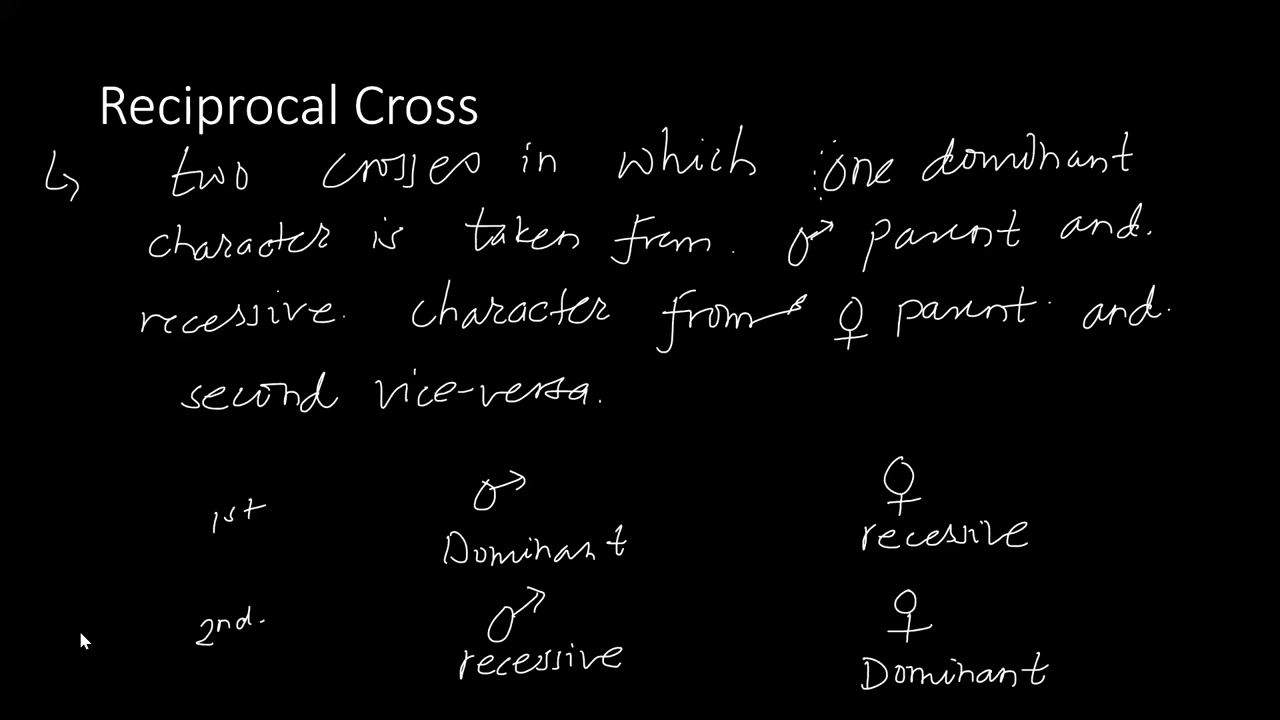 Reciprocal Cross
↳ two crosses in which one dominant
character is taken from ♂ parent and
recessive character from ♀ parent and
second vice-versa.
1st ♂ ♀
Dominant recessive
2nd. ♂ ♀
recessive Dominant